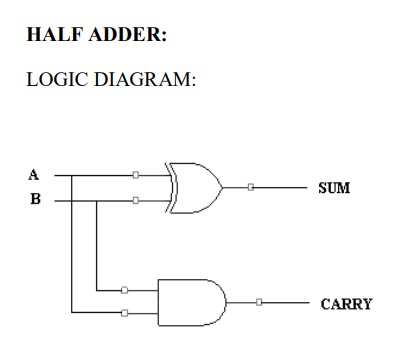 HALF ADDER:
LOGIC DIAGRAM:
A
B
SUM
CARRY